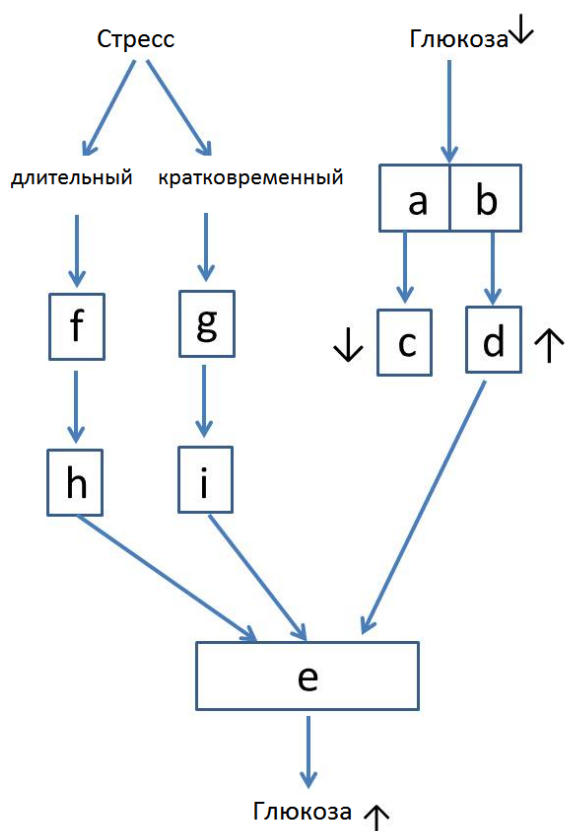 Стресс
Глюкоза↓
длительный
кратковременный
a
b
f
g
↓
c
d
↑
h
i
e
Глюкоза ↑